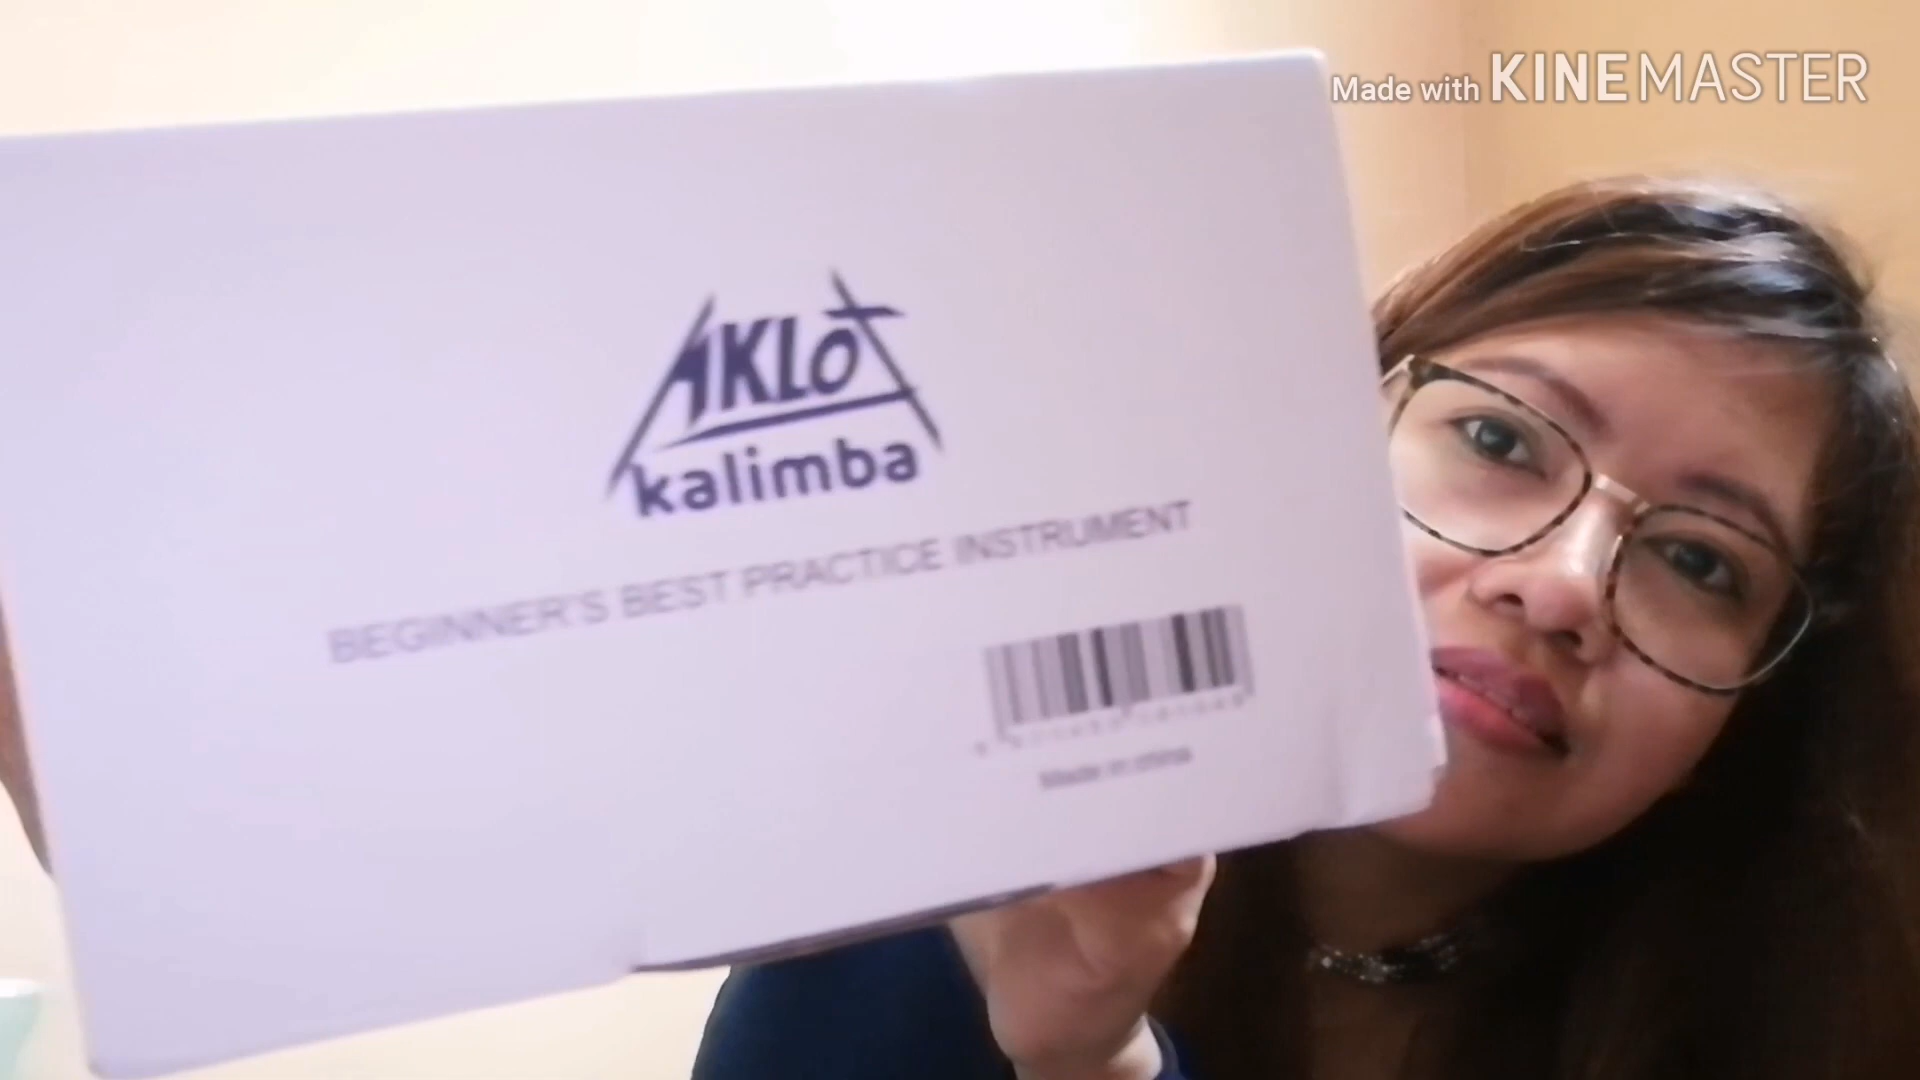 Made with KINEMASTER
AKLOT
kalimba
BEGINNER'S BEST PRACTICE INSTRUMENT
Made in china